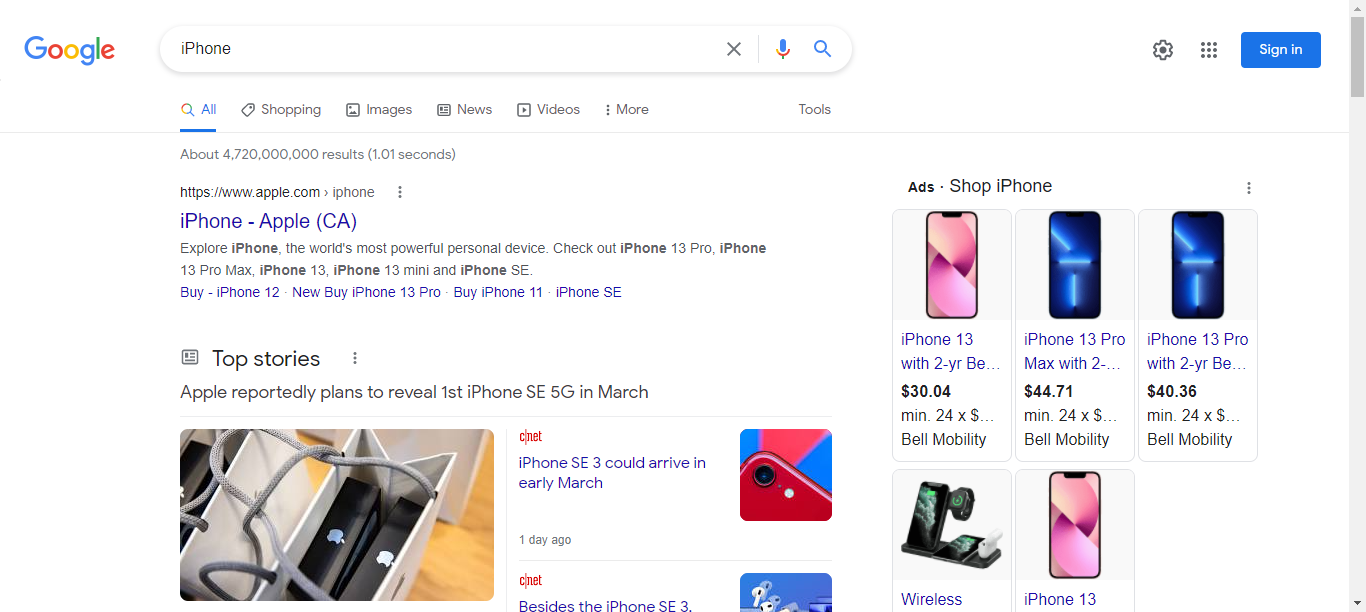 Google
iPhone
Sign in
All
Shopping
Images
News
Videos
More
Tools
About 4,720,000,000 results (1.01 seconds)
https://www.apple.com › iphone
iPhone - Apple (CA)
Explore iPhone, the world's most powerful personal device. Check out iPhone 13 Pro, iPhone
13 Pro Max, iPhone 13, iPhone 13 mini and iPhone SE.
Buy - iPhone 12 · New Buy iPhone 13 Pro · Buy iPhone 11 · iPhone SE
Top stories
Apple reportedly plans to reveal 1st iPhone SE 5G in March
c|net
iPhone SE 3 could arrive in
early March
1 day ago
c|net
Besides the iPhone SE 3,
Ads · Shop iPhone
iPhone 13
with 2-yr Be...
$30.04
min. 24 x $...
Bell Mobility
iPhone 13 Pro
Max with 2-...
$44.71
min. 24 x $...
Bell Mobility
iPhone 13 Pro
with 2-yr Be...
$40.36
min. 24 x $...
Bell Mobility
Wireless
iPhone 13